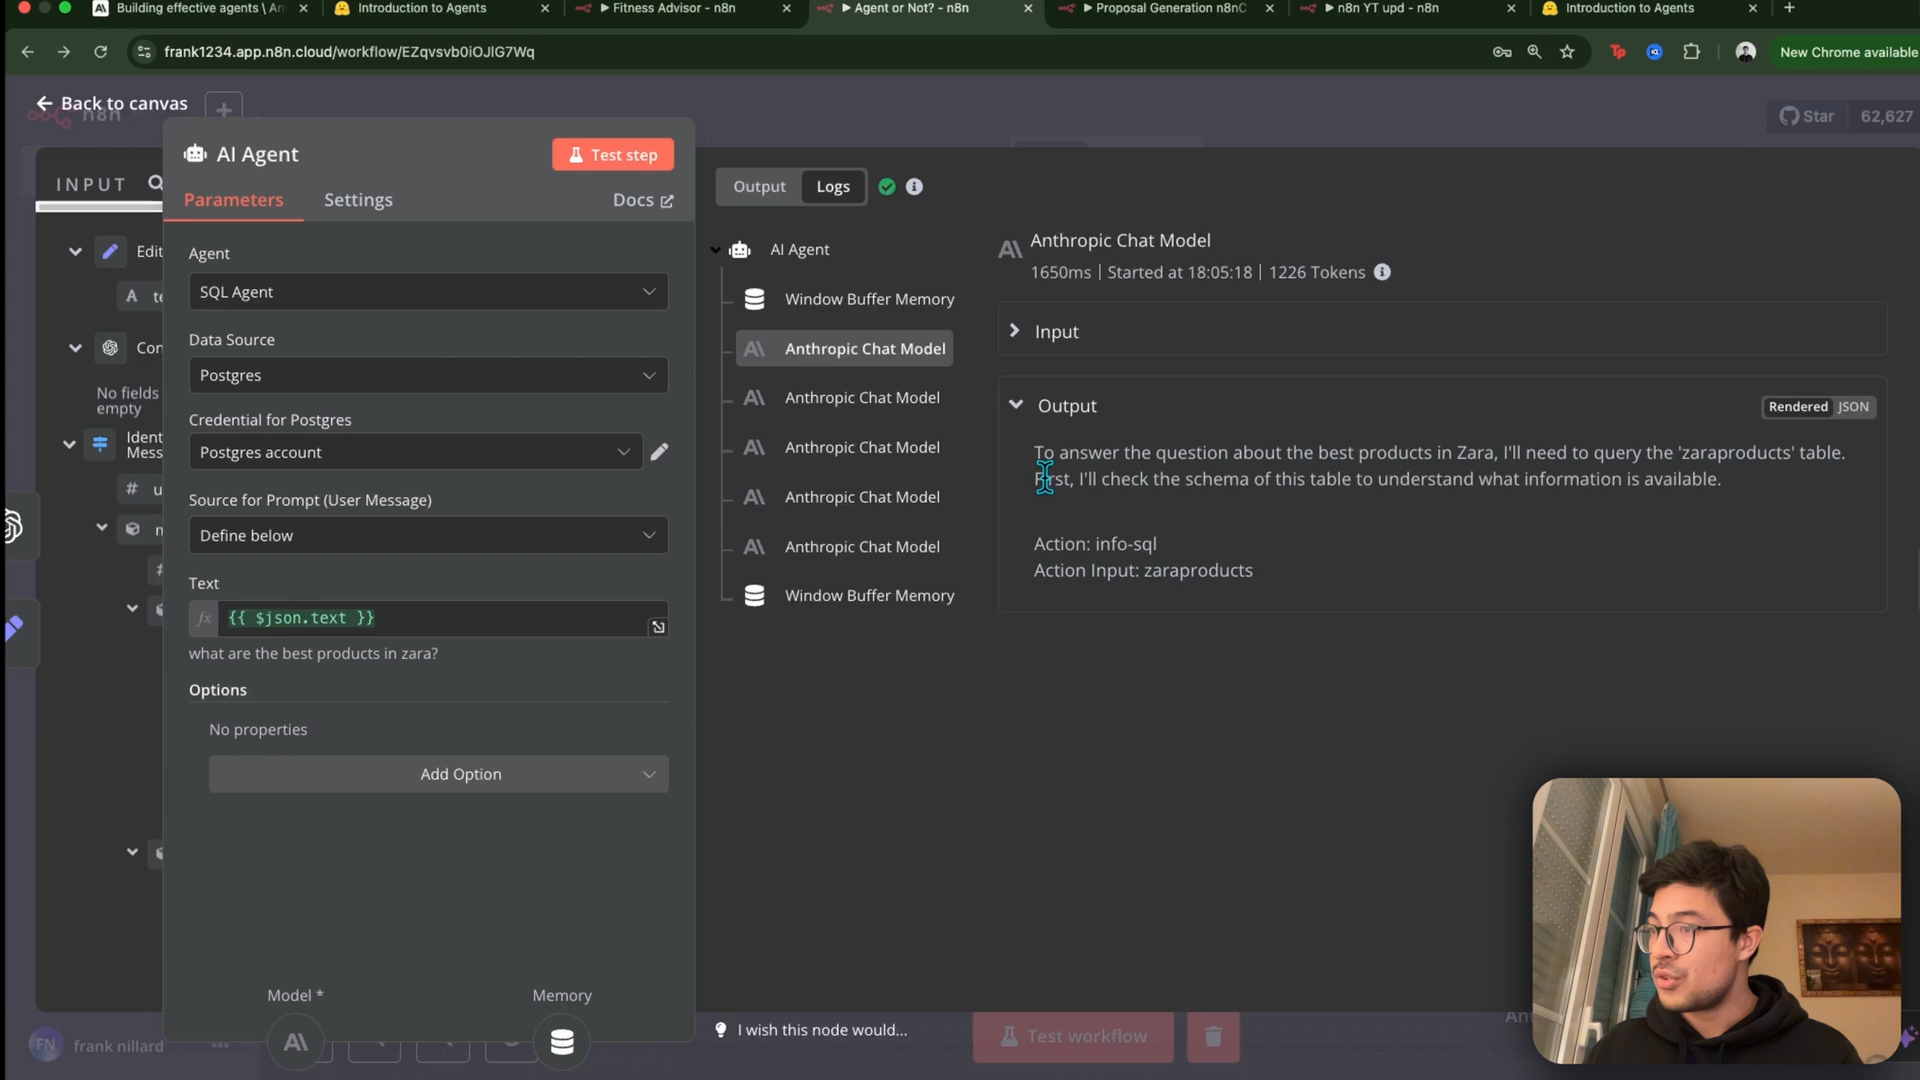 Building effective agents \ An
Introduction to Agents
Fitness Advisor - n8n
Agent or Not? - n8n
Proposal Generation n8nC
n8n YT upd - n8n
Introduction to Agents
frank1234.app.n8n.cloud/workflow/EZqvsvb0iOJlG7Wq
New Chrome available
Back to canvas
n8n
Star 62,627
INPUT
AI Agent
Test step
Parameters
Settings
Docs
Output
Logs
Edit
Con
No fields
empty
Ident
Mess
Agent
SQL Agent
Data Source
Postgres
Credential for Postgres
Postgres account
Source for Prompt (User Message)
Define below
Text
fx {{ $json.text }}
what are the best products in zara?
Options
No properties
Add Option
Model *
Memory
AI Agent
Window Buffer Memory
Anthropic Chat Model
Anthropic Chat Model
Anthropic Chat Model
Anthropic Chat Model
Anthropic Chat Model
Window Buffer Memory
Anthropic Chat Model
1650ms | Started at 18:05:18 | 1226 Tokens
Input
Output
Rendered JSON
To answer the question about the best products in Zara, I'll need to query the 'zaraproducts' table.
First, I'll check the schema of this table to understand what information is available.
Action: info-sql
Action Input: zaraproducts
I wish this node would...
Test workflow
FN frank nillard